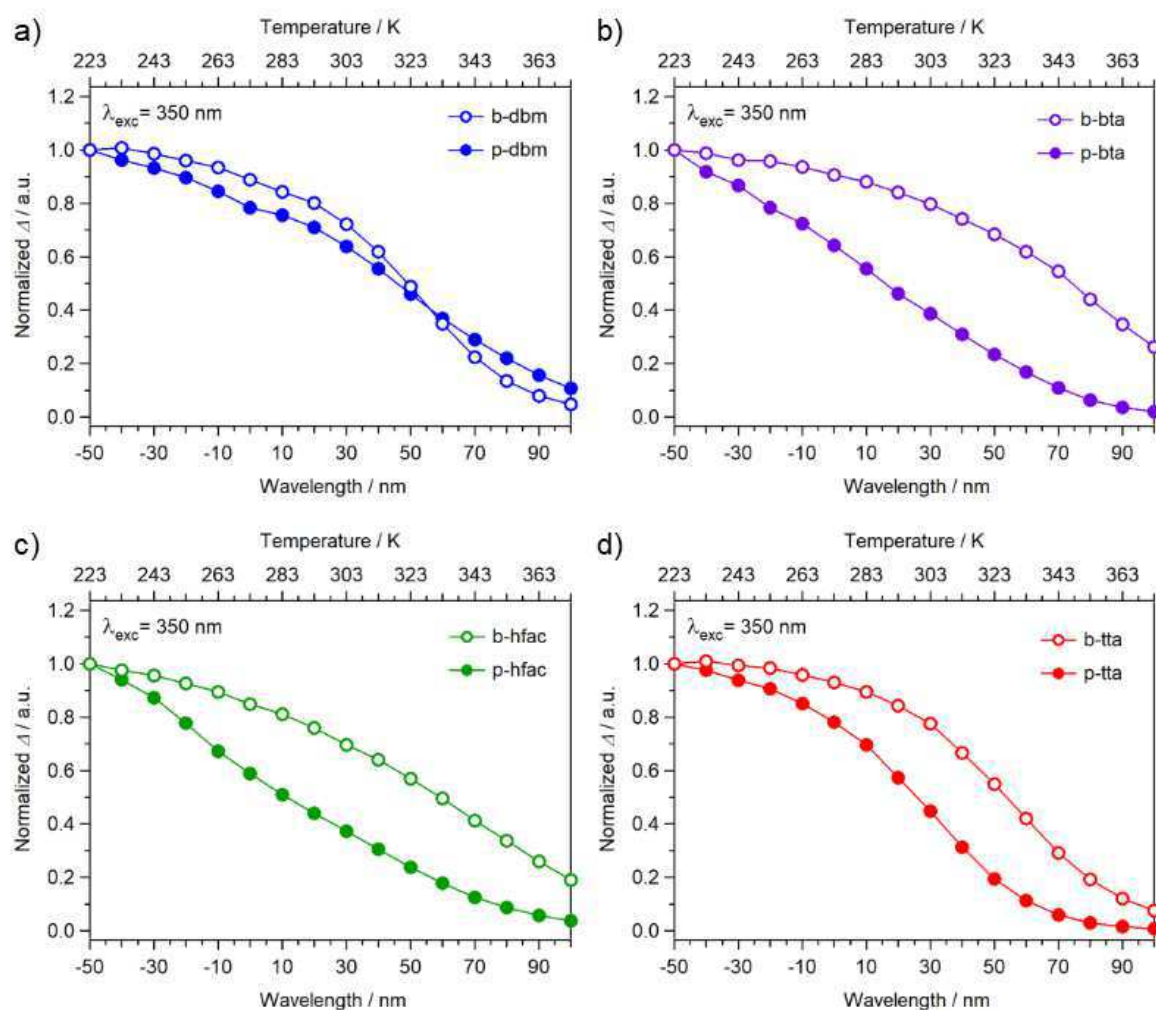 a)
Temperature / K
223 243 263 283 303 323 343 363
λexc= 350 nm
b-dbm
p-dbm
Normalized Δ / a.u.
1.2
1.0
0.8
0.6
0.4
0.2
0.0
-50 -30 -10 10 30 50 70 90
Wavelength / nm
b)
Temperature / K
223 243 263 283 303 323 343 363
λexc= 350 nm
b-bta
p-bta
Normalized Δ / a.u.
1.2
1.0
0.8
0.6
0.4
0.2
0.0
-50 -30 -10 10 30 50 70 90
Wavelength / nm
c)
Temperature / K
223 243 263 283 303 323 343 363
λexc= 350 nm
b-hfac
p-hfac
Normalized Δ / a.u.
1.2
1.0
0.8
0.6
0.4
0.2
0.0
-50 -30 -10 10 30 50 70 90
Wavelength / nm
d)
Temperature / K
223 243 263 283 303 323 343 363
λexc= 350 nm
b-tta
p-tta
Normalized Δ / a.u.
1.2
1.0
0.8
0.6
0.4
0.2
0.0
-50 -30 -10 10 30 50 70 90
Wavelength / nm